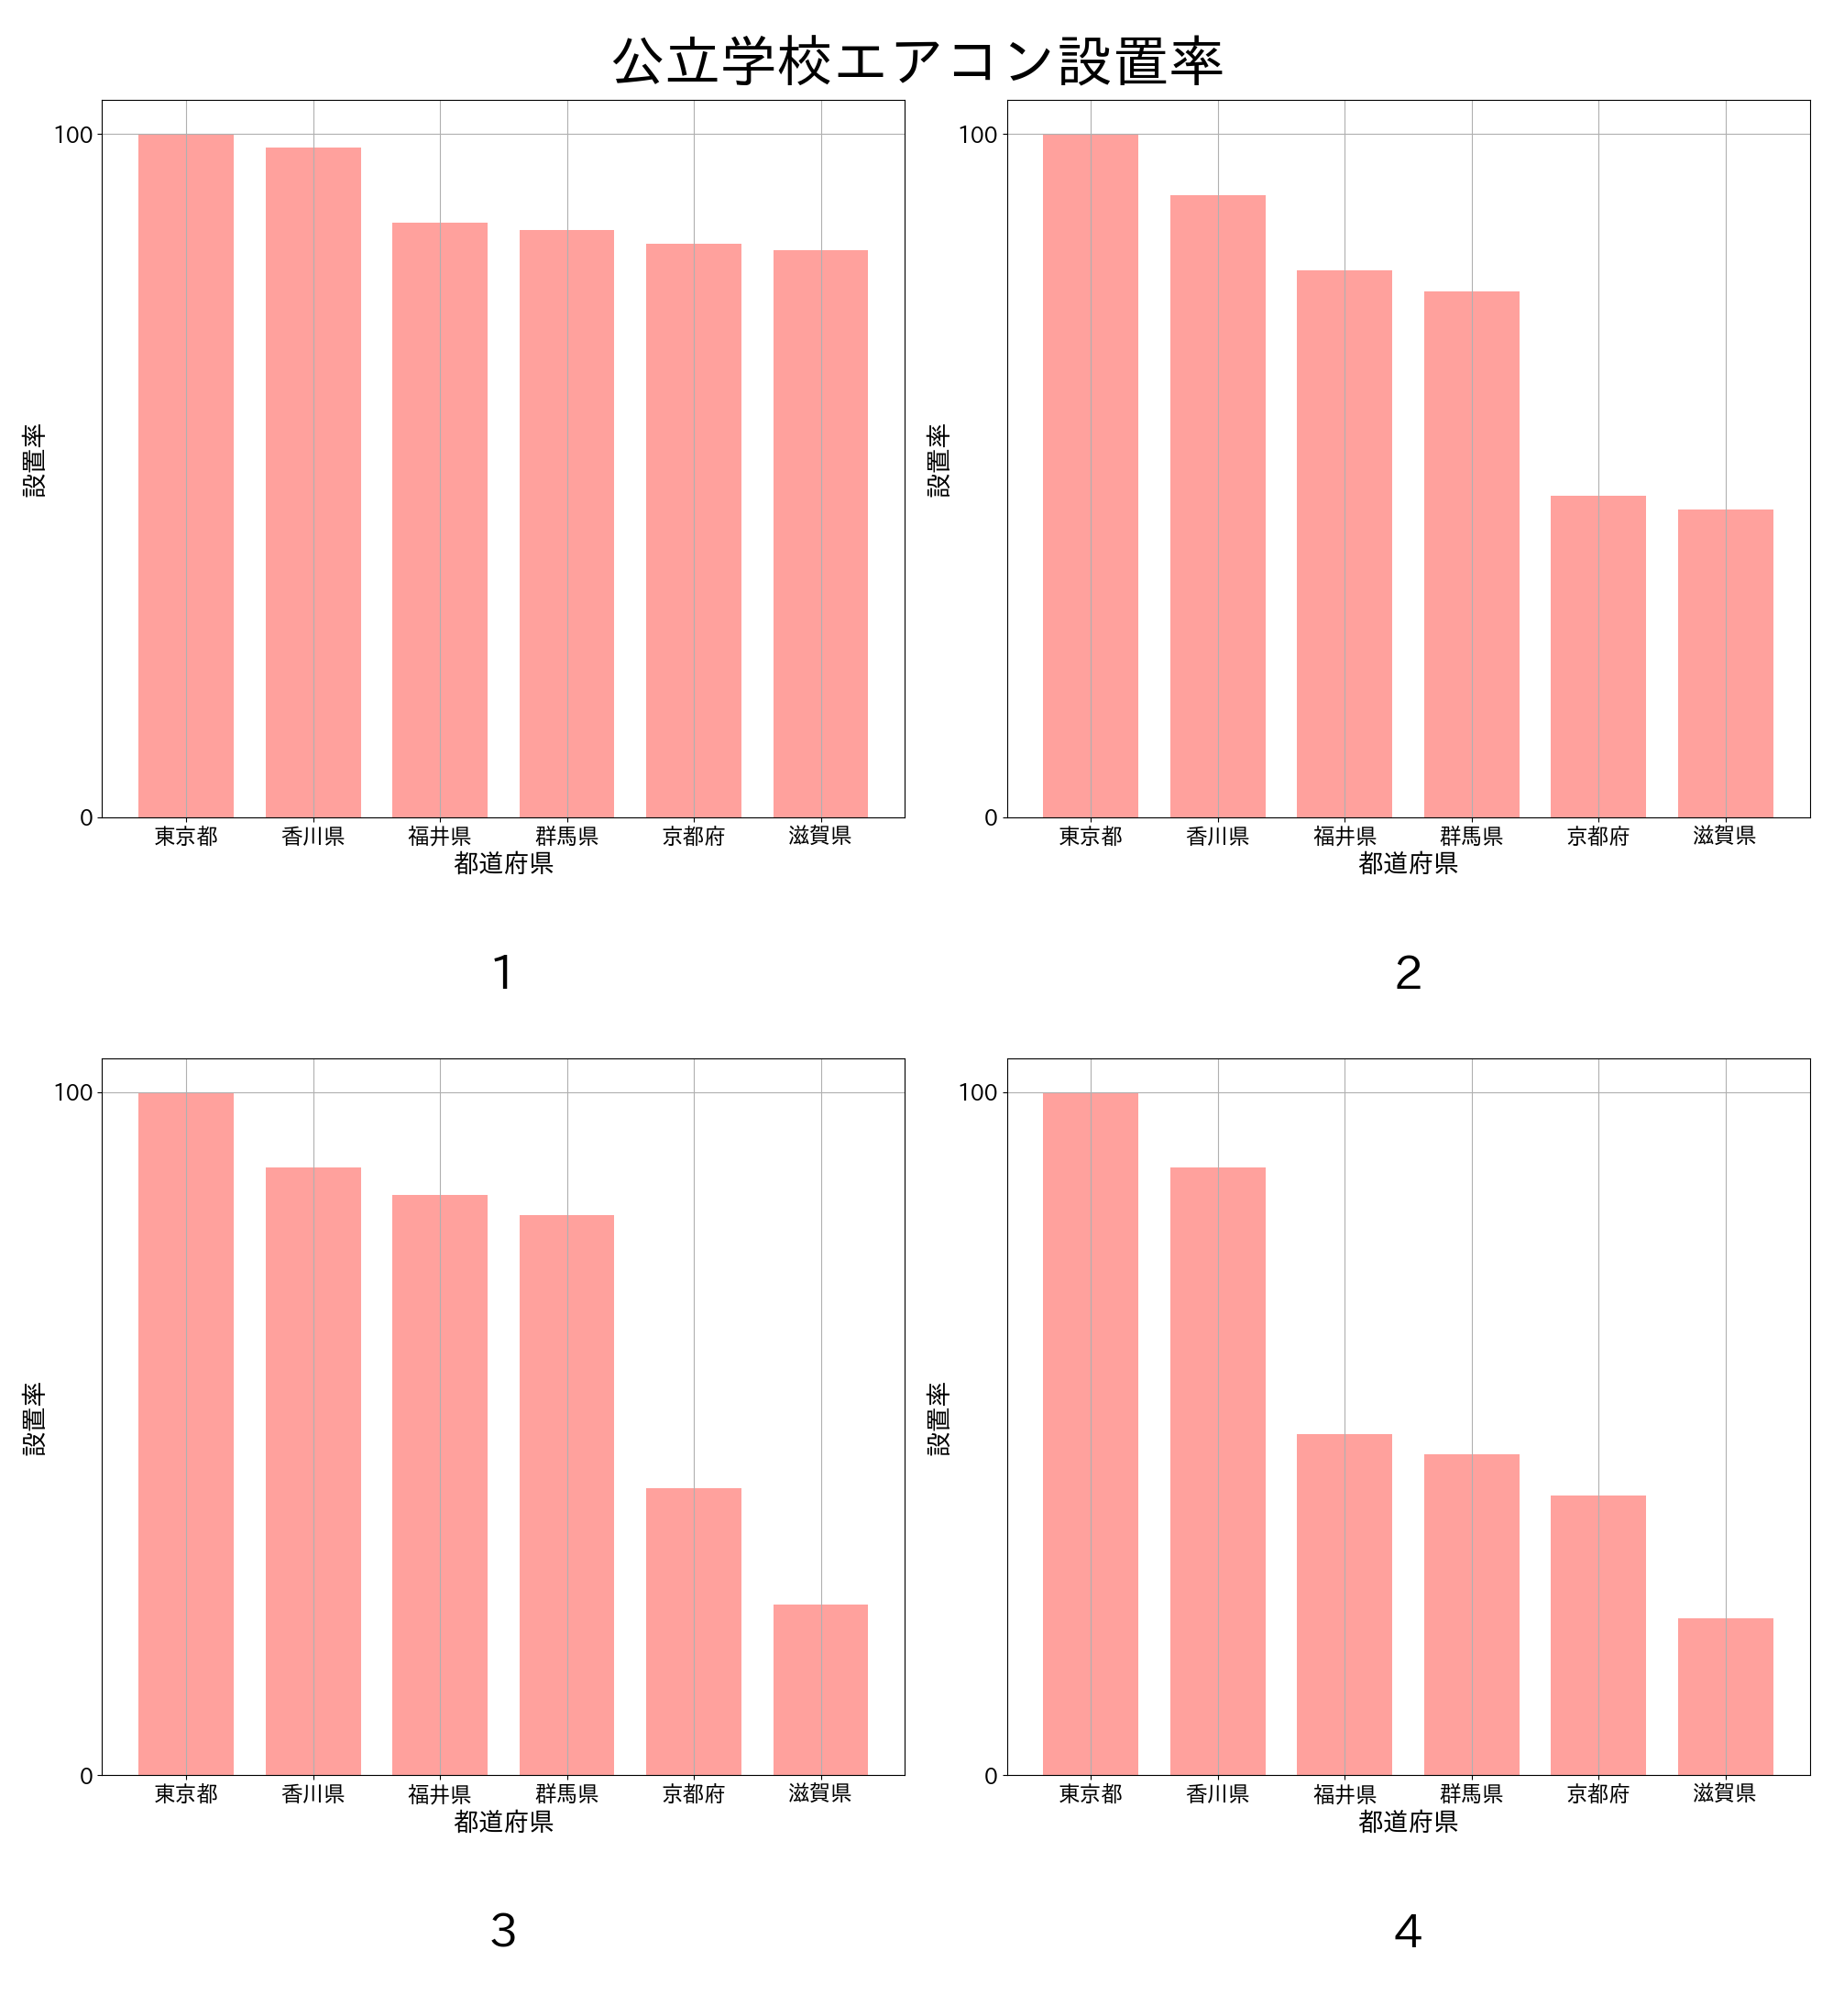 公立学校エアコン設置率
100
0
設置率
東京都 香川県 福井県 群馬県 京都府 滋賀県
都道府県
1
100
0
設置率
東京都 香川県 福井県 群馬県 京都府 滋賀県
都道府県
2
100
0
設置率
東京都 香川県 福井県 群馬県 京都府 滋賀県
都道府県
3
100
0
設置率
東京都 香川県 福井県 群馬県 京都府 滋賀県
都道府県
4